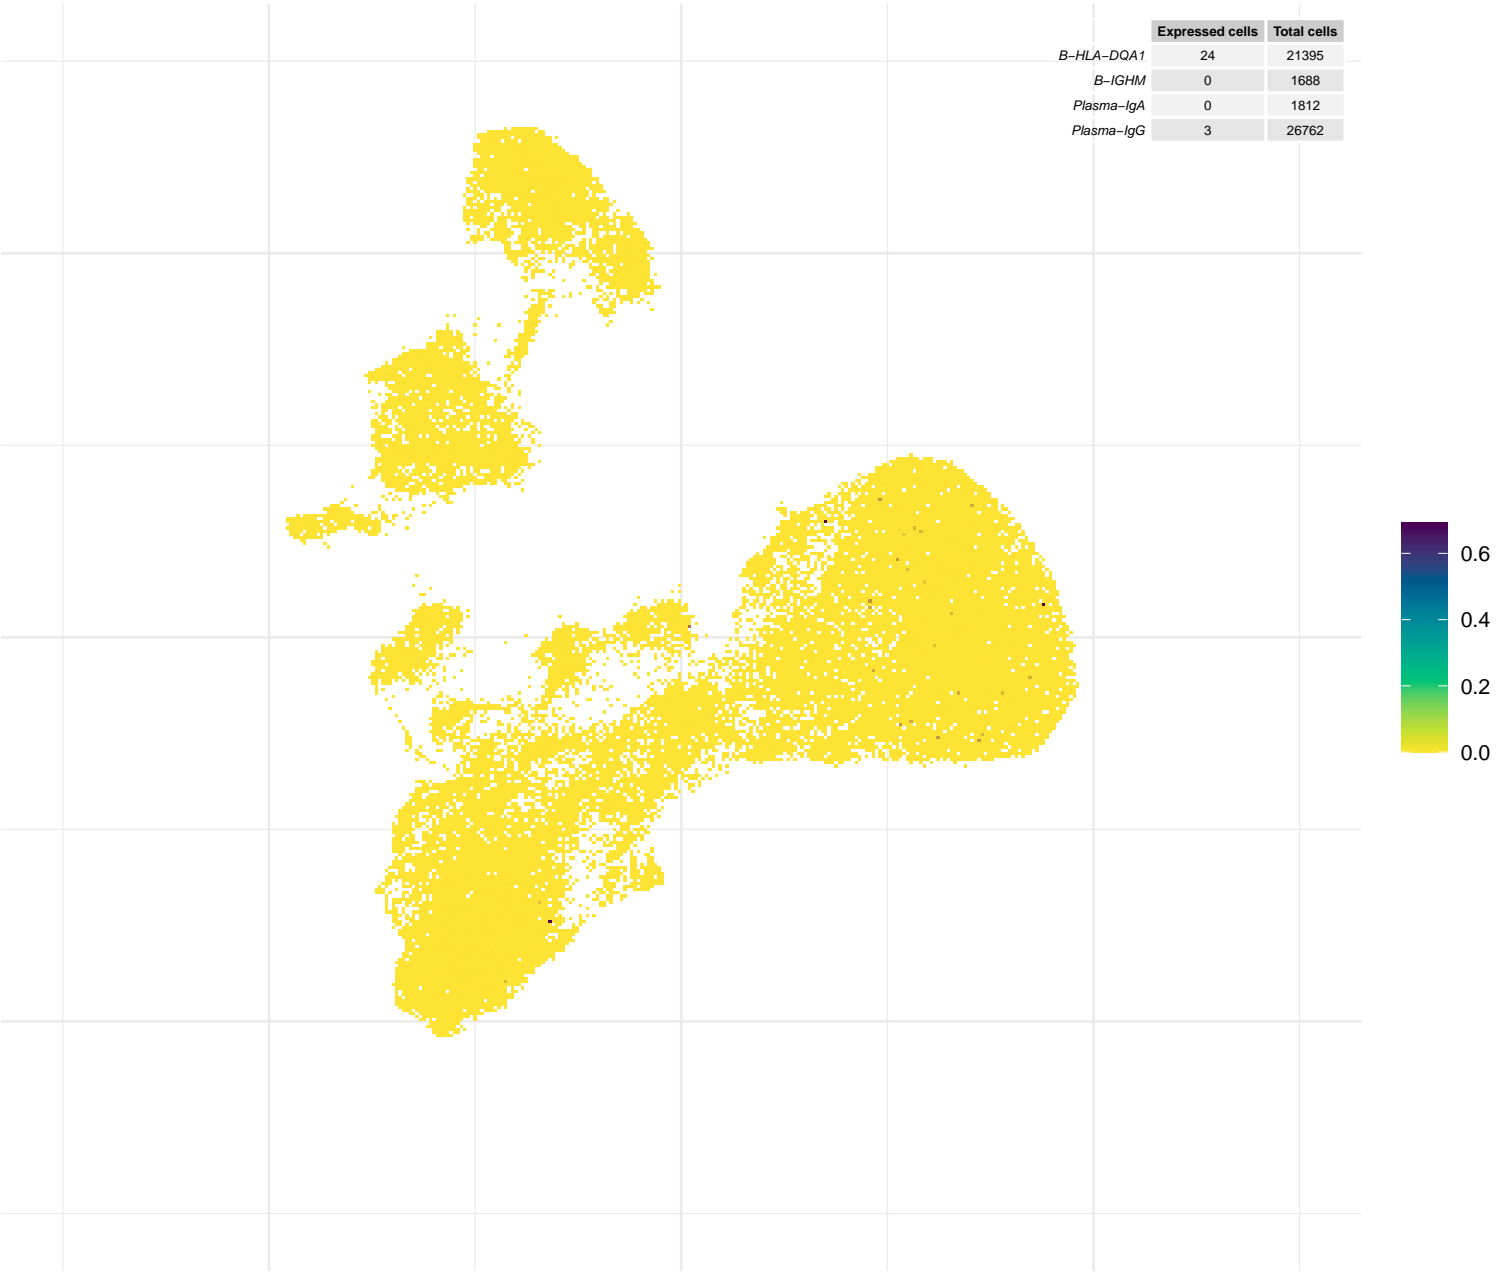 Expressed cells Total cells
B−HLA−DQA1 24 21395
B−IGHM 0 1688
Plasma−IgA 0 1812
Plasma−IgG 3 26762
0.6
0.4
0.2
0.0